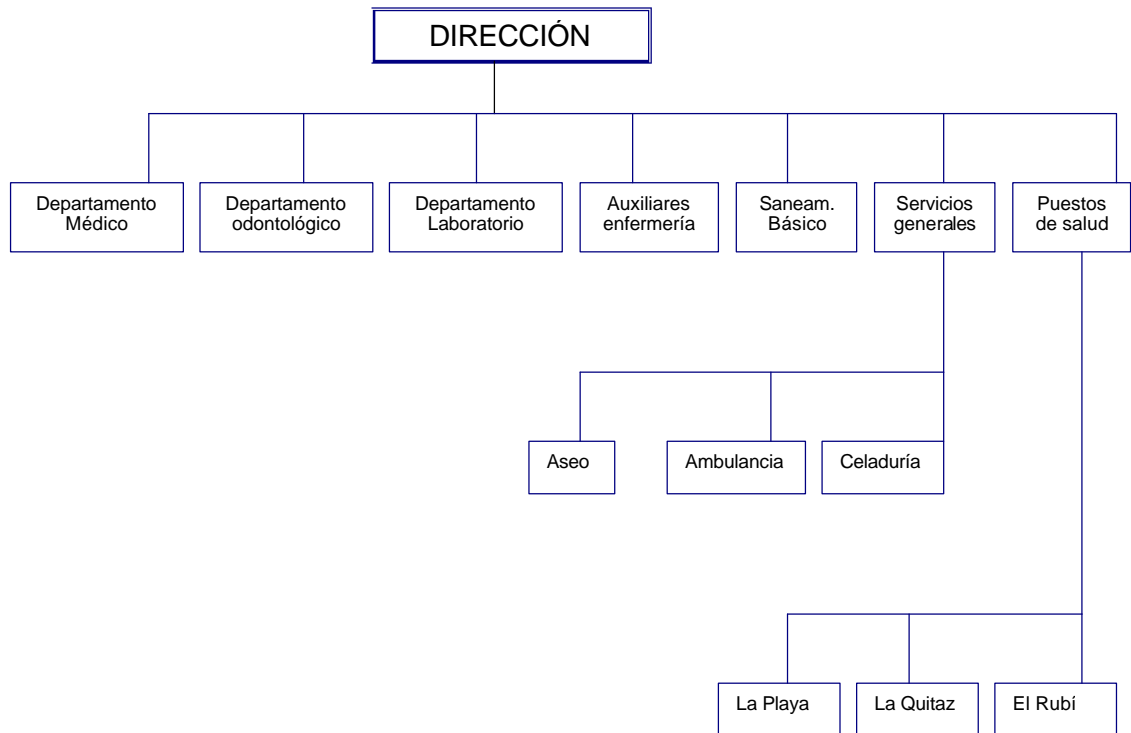 DIRECCIÓN
Departamento
Médico
Departamento
odontológico
Departamento
Laboratorio
Auxiliares
enfermería
Saneam.
Básico
Servicios
generales
Puestos
de salud
Aseo
Ambulancia
Celaduría
La Playa
La Quitaz
El Rubí